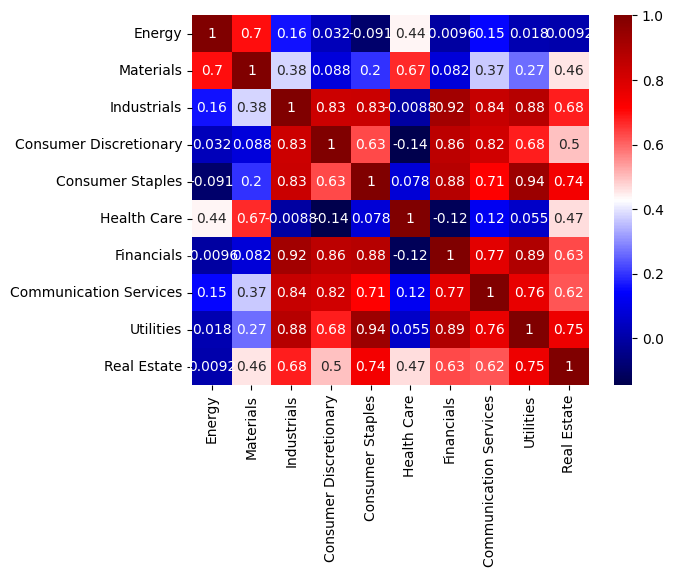 Energy 1 0.7 0.16 0.032 -0.091 0.44 0.0096 0.15 0.018 0.0092
Materials 0.7 1 0.38 0.088 0.2 0.67 0.082 0.37 0.27 0.46
Industrials 0.16 0.38 1 0.83 0.83 -0.0088 0.92 0.84 0.88 0.68
Consumer Discretionary 0.032 0.088 0.83 1 0.63 -0.14 0.86 0.82 0.68 0.5
Consumer Staples -0.091 0.2 0.83 0.63 1 0.078 0.88 0.71 0.94 0.74
Health Care 0.44 0.67 -0.0088 -0.14 0.078 1 -0.12 0.12 0.055 0.47
Financials 0.0096 0.082 0.92 0.86 0.88 -0.12 1 0.77 0.89 0.63
Communication Services 0.15 0.37 0.84 0.82 0.71 0.12 0.77 1 0.76 0.62
Utilities 0.018 0.27 0.88 0.68 0.94 0.055 0.89 0.76 1 0.75
Real Estate 0.0092 0.46 0.68 0.5 0.74 0.47 0.63 0.62 0.75 1
Energy
Materials
Industrials
Consumer Discretionary
Consumer Staples
Health Care
Financials
Communication Services
Utilities
Real Estate
1.0
0.8
0.6
0.4
0.2
0.0